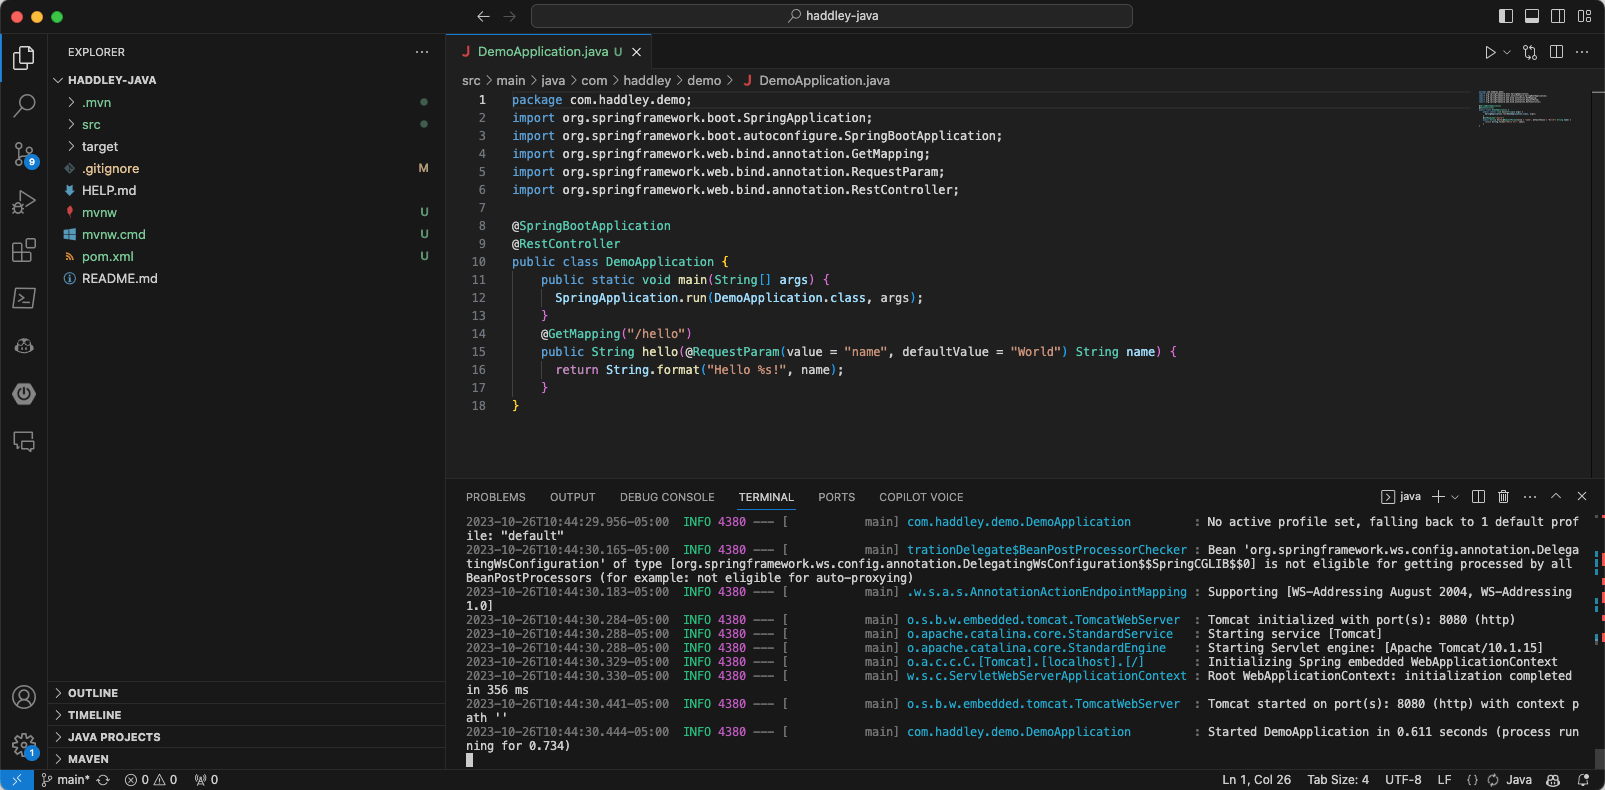 haddley-java
EXPLORER
HADDLEY-JAVA
.mvn
src
target
.gitignore M
HELP.md
mvnw U
mvnw.cmd U
pom.xml U
README.md
OUTLINE
TIMELINE
JAVA PROJECTS
MAVEN
9
1
DemoApplication.java U
src > main > java > com > haddley > demo > DemoApplication.java
1 package com.haddley.demo;
2 import org.springframework.boot.SpringApplication;
3 import org.springframework.boot.autoconfigure.SpringBootApplication;
4 import org.springframework.web.bind.annotation.GetMapping;
5 import org.springframework.web.bind.annotation.RequestParam;
6 import org.springframework.web.bind.annotation.RestController;
7
8 @SpringBootApplication
9 @RestController
10 public class DemoApplication {
11 public static void main(String[] args) {
12 SpringApplication.run(DemoApplication.class, args);
13 }
14 @GetMapping("/hello")
15 public String hello(@RequestParam(value = "name", defaultValue = "World") String name) {
16 return String.format("Hello %s!", name);
17 }
18 }
PROBLEMS OUTPUT DEBUG CONSOLE TERMINAL PORTS COPILOT VOICE java
2023-10-26T10:44:29.956-05:00 INFO 4380 --- [ main] com.haddley.demo.DemoApplication : No active profile set, falling back to 1 default prof
ile: "default"
2023-10-26T10:44:30.165-05:00 INFO 4380 --- [ main] trationDelegate$BeanPostProcessorChecker : Bean 'org.springframework.ws.config.annotation.Delega
tingWsConfiguration' of type [org.springframework.ws.config.annotation.DelegatingWsConfiguration$$SpringCGLIB$$0] is not eligible for getting processed by all
BeanPostProcessors (for example: not eligible for auto-proxying)
2023-10-26T10:44:30.183-05:00 INFO 4380 --- [ main] .w.s.a.s.AnnotationActionEndpointMapping : Supporting [WS-Addressing August 2004, WS-Addressing
1.0]
2023-10-26T10:44:30.284-05:00 INFO 4380 --- [ main] o.s.b.w.embedded.tomcat.TomcatWebServer : Tomcat initialized with port(s): 8080 (http)
2023-10-26T10:44:30.288-05:00 INFO 4380 --- [ main] o.apache.catalina.core.StandardService : Starting service [Tomcat]
2023-10-26T10:44:30.288-05:00 INFO 4380 --- [ main] o.apache.catalina.core.StandardEngine : Starting Servlet engine: [Apache Tomcat/10.1.15]
2023-10-26T10:44:30.329-05:00 INFO 4380 --- [ main] o.a.c.c.C.[Tomcat].[localhost].[/] : Initializing Spring embedded WebApplicationContext
2023-10-26T10:44:30.330-05:00 INFO 4380 --- [ main] w.s.c.ServletWebServerApplicationContext : Root WebApplicationContext: initialization completed
in 356 ms
2023-10-26T10:44:30.441-05:00 INFO 4380 --- [ main] o.s.b.w.embedded.tomcat.TomcatWebServer : Tomcat started on port(s): 8080 (http) with context p
ath ''
2023-10-26T10:44:30.444-05:00 INFO 4380 --- [ main] com.haddley.demo.DemoApplication : Started DemoApplication in 0.611 seconds (process run
ning for 0.734)
main* 0 0 0 Ln 1, Col 26 Tab Size: 4 UTF-8 LF {} Java